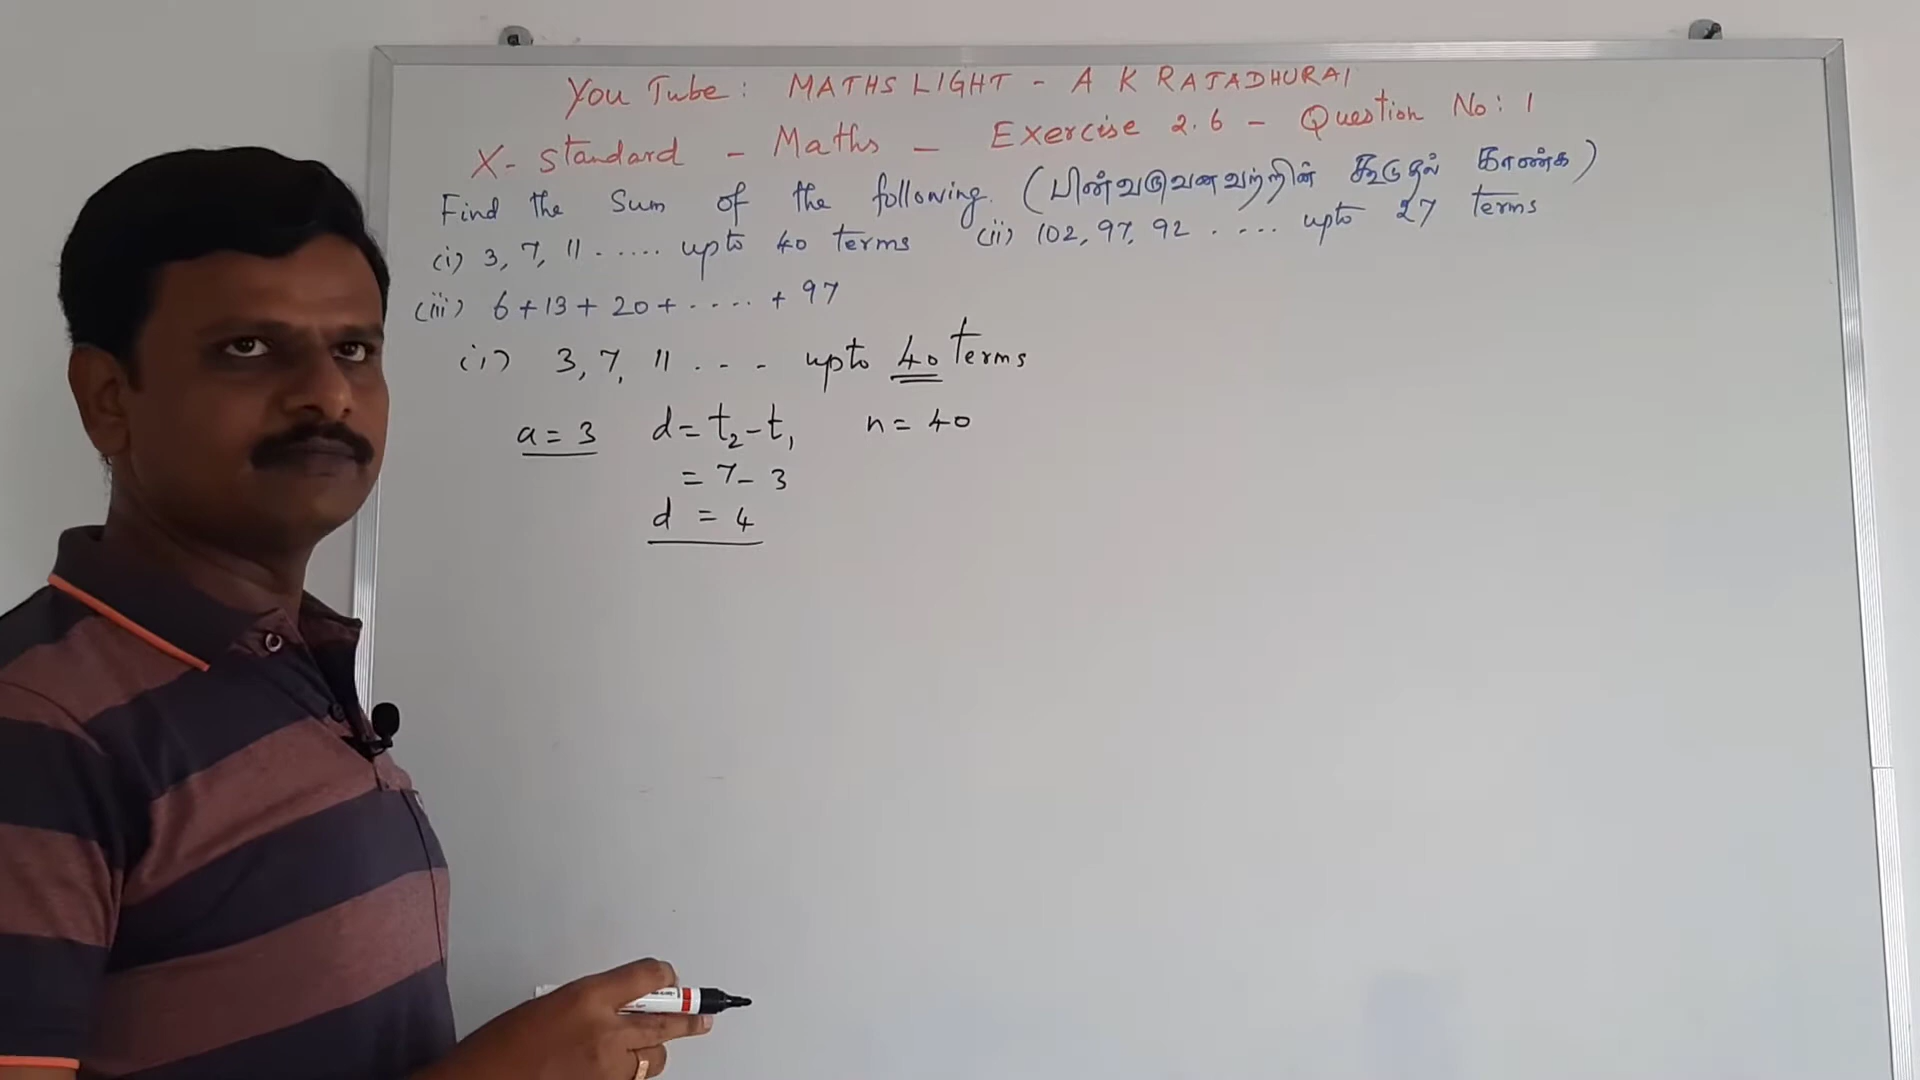 You Tube: MATHS LIGHT - A K RAJADHURAI
X- standard - Maths - Exercise 2.6 - Question No: 1
Find the Sum of the following. (பின்வருவனவற்றின் கூடுதல் காண்க)
(i) 3, 7, 11 ...... upto 40 terms (ii) 102, 97, 92 . .... upto 27 terms
(iii) 6+13+ 20+ ..... + 97
(i) 3, 7, 11 . - - upto 40 terms
a = 3 d = t₂-t₁ n = 40
= 7- 3
d = 4